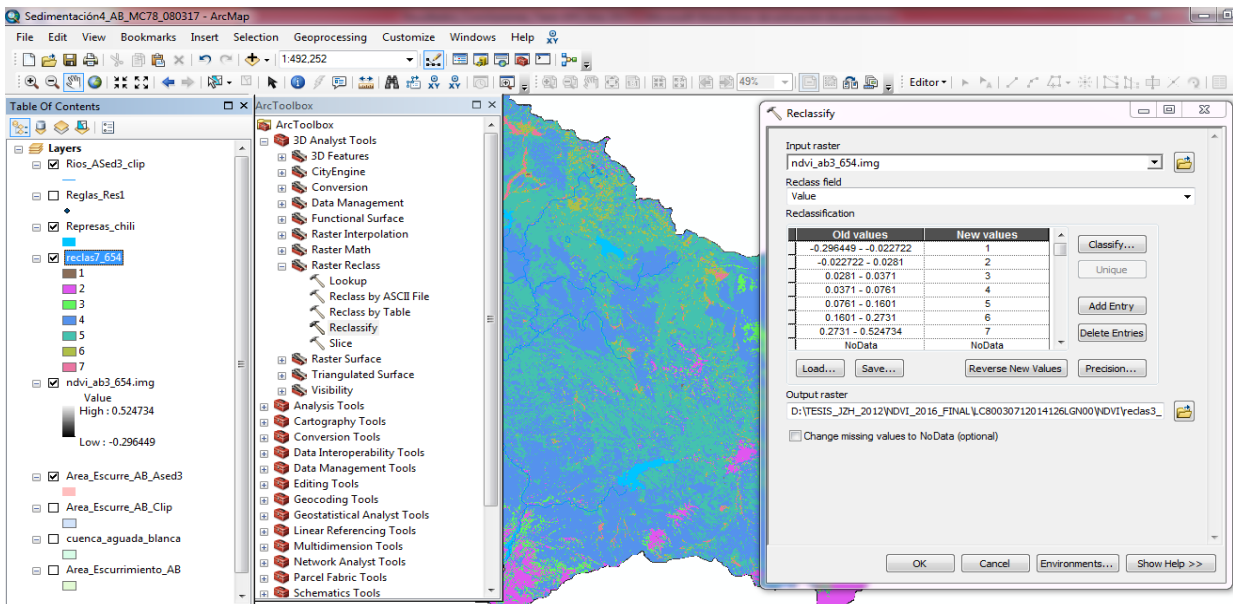 Sedimentación4_AB_MC78_080317 - ArcMap
File Edit View Bookmarks Insert Selection Geoprocessing Customize Windows Help
1:492,252
49%
Editor
Table Of Contents
Layers
Rios_ASed3_clip
Reglas_Res1
Represas_chili
reclas7_654
1
2
3
4
5
6
7
ndvi_ab3_654.img
Value
High : 0.524734
Low : -0.296449
Area_Escurre_AB_Ased3
Area_Escurre_AB_Clip
cuenca_aguada_blanca
Area_Escurrimiento_AB
ArcToolbox
ArcToolbox
3D Analyst Tools
3D Features
CityEngine
Conversion
Data Management
Functional Surface
Raster Interpolation
Raster Math
Raster Reclass
Lookup
Reclass by ASCII File
Reclass by Table
Reclassify
Slice
Raster Surface
Triangulated Surface
Visibility
Analysis Tools
Cartography Tools
Conversion Tools
Data Interoperability Tools
Data Management Tools
Editing Tools
Geocoding Tools
Geostatistical Analyst Tools
Linear Referencing Tools
Multidimension Tools
Network Analyst Tools
Parcel Fabric Tools
Schematics Tools
Reclassify
Input raster
ndvi_ab3_654.img
Reclass field
Value
Reclassification
Old values New values
-0.296449 - -0.022722 1
-0.022722 - 0.0281 2
0.0281 - 0.0371 3
0.0371 - 0.0761 4
0.0761 - 0.1601 5
0.1601 - 0.2731 6
0.2731 - 0.524734 7
NoData NoData
Classify...
Unique
Add Entry
Delete Entries
Load... Save... Reverse New Values Precision...
Output raster
D:\TESIS_JZH_2012\NDVI_2016_FINAL\LC80030712014126LGN00\NDVI\reclas3_
Change missing values to NoData (optional)
OK Cancel Environments... Show Help >>